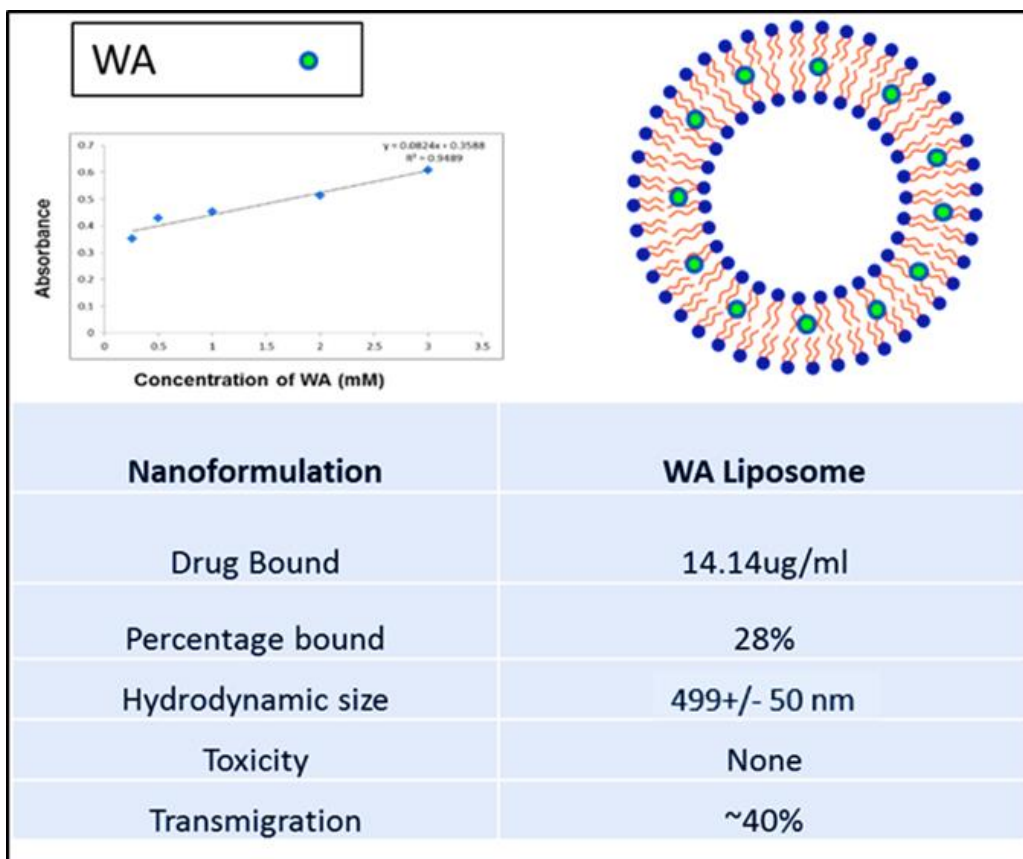 WA
y = 0.0824x + 0.3588
R² = 0.9489
0.7
0.6
0.5
0.4
0.3
0.2
0.1
0
0 0.5 1 1.5 2 2.5 3 3.5
Absorbance
Concentration of WA (mM)
Nanoformulation WA Liposome
Drug Bound 14.14ug/ml
Percentage bound 28%
Hydrodynamic size 499+/- 50 nm
Toxicity None
Transmigration ~40%